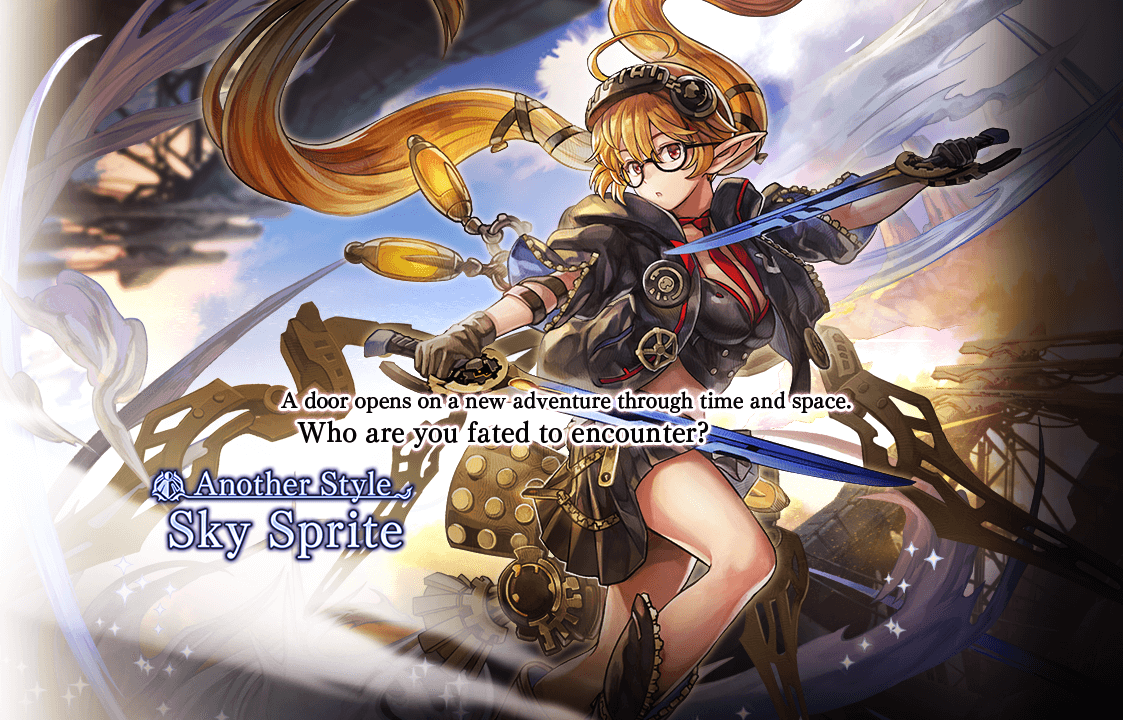 A door opens on a new adventure through time and space.
Who are you fated to encounter?
Another Style
Sky Sprite